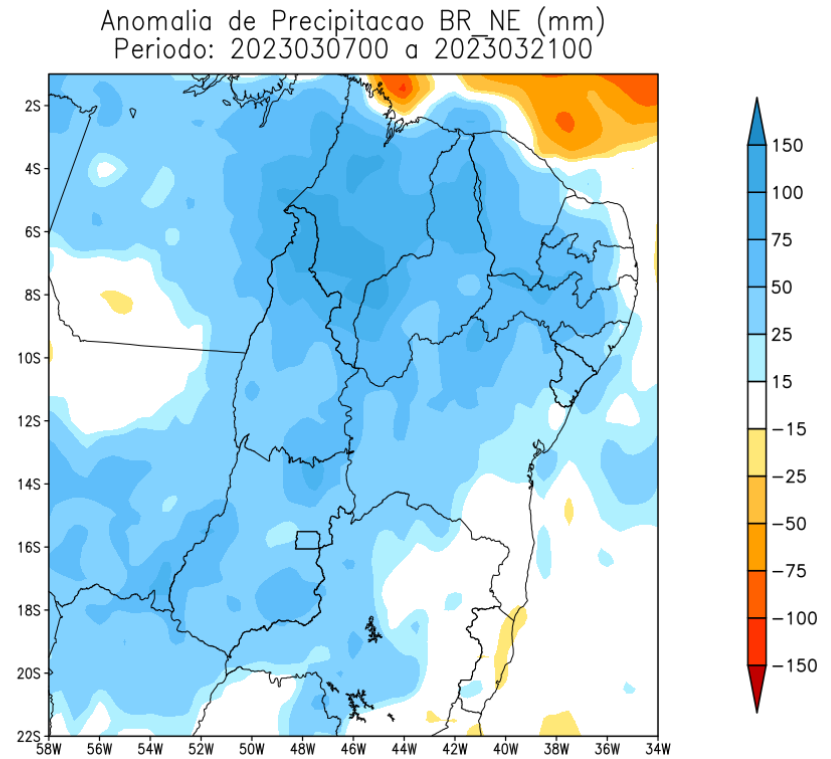 Anomalia de Precipitacao BR_NE (mm)
Periodo: 2023030700 a 2023032100
2S
4S
6S
8S
10S
12S
14S
16S
18S
20S
22S
58W 56W 54W 52W 50W 48W 46W 44W 42W 40W 38W 36W 34W
150
100
75
50
25
15
−15
−25
−50
−75
−100
−150